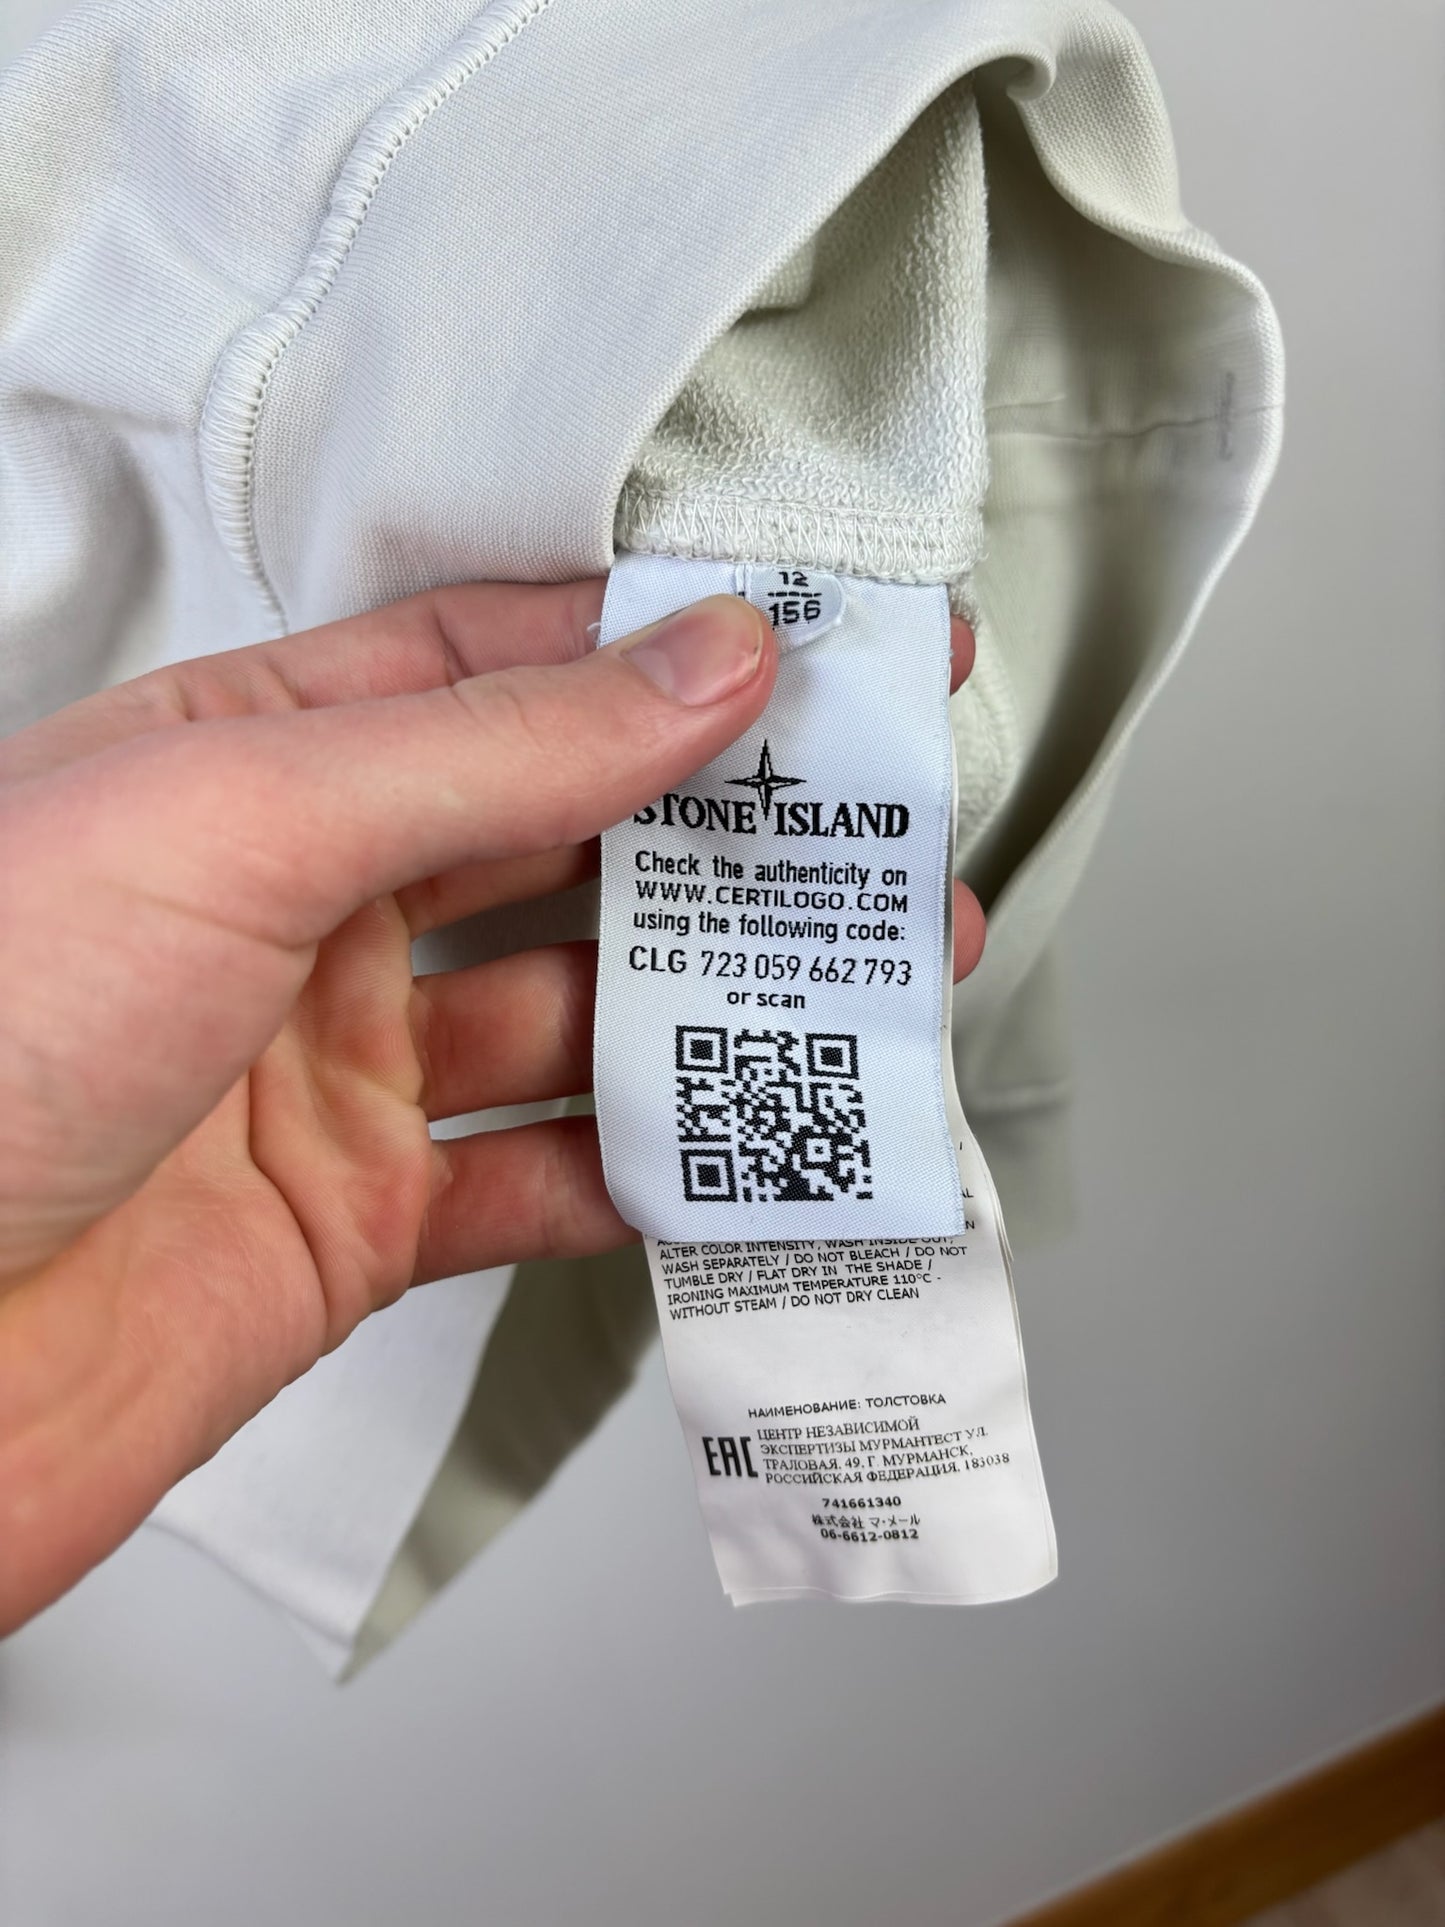 12
156
STONE ISLAND
Check the authenticity on
WWW.CERTILOGO.COM
using the following code:
CLG 723 059 662 793
or scan
ALTER COLOR INTENSITY, WASH INSIDE OUT,
WASH SEPARATELY / DO NOT BLEACH / DO NOT
TUMBLE DRY / FLAT DRY IN THE SHADE /
IRONING MAXIMUM TEMPERATURE 110°C -
WITHOUT STEAM / DO NOT DRY CLEAN
НАИМЕНОВАНИЕ: ТОЛСТОВКА
EAC
ЦЕНТР НЕЗАВИСИМОЙ
ЭКСПЕРТИЗЫ МУРМАНТЕСТ УЛ.
ТРАЛОВАЯ, 49, Г. МУРМАНСК,
РОССИЙСКАЯ ФЕДЕРАЦИЯ, 183038
741661340
株式会社 マ・メール
06-6612-0812